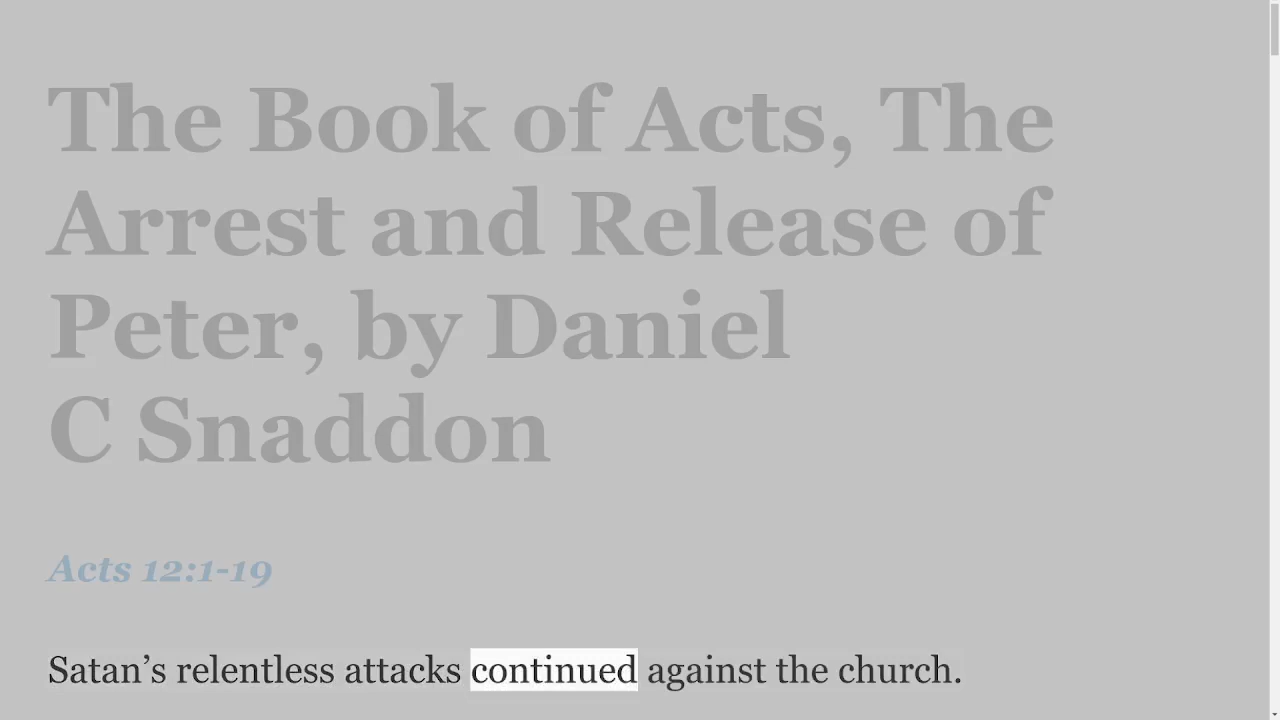 The Book of Acts, The
Arrest and Release of
Peter, by Daniel
C Snaddon
Acts 12:1-19
Satan’s relentless attacks continued against the church.